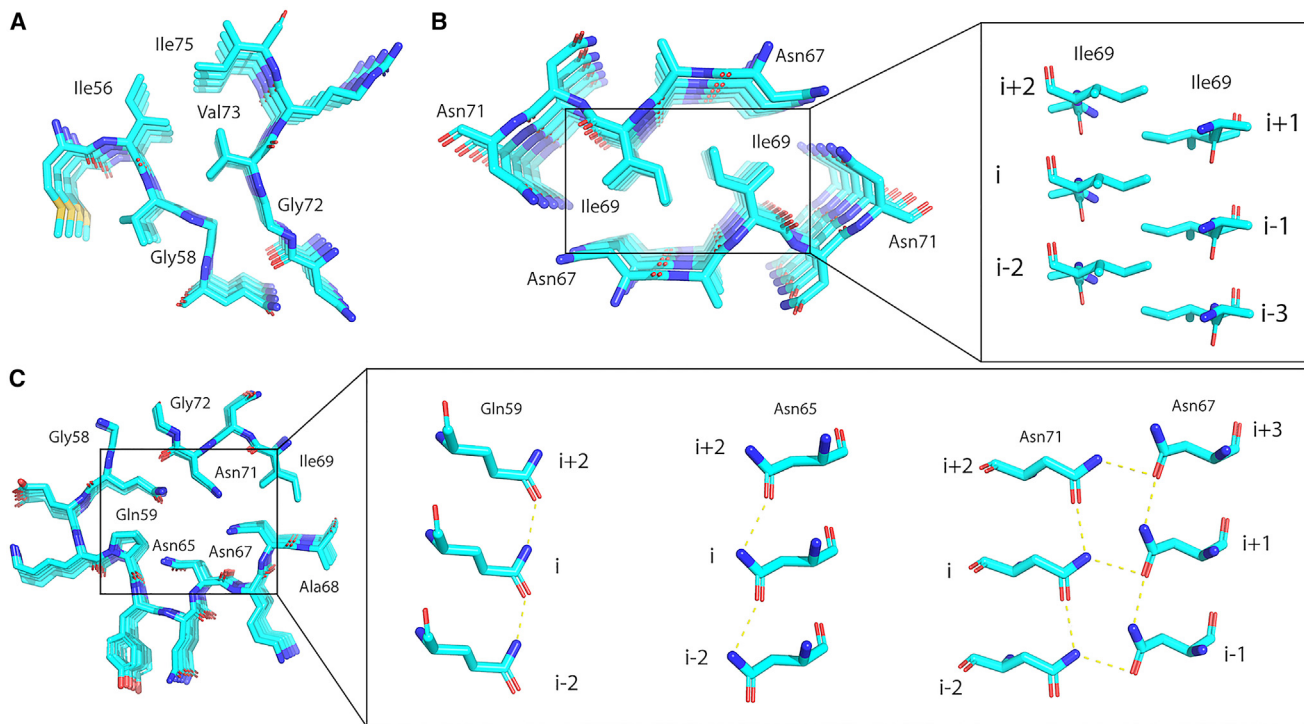 A
Ile75
Ile56
Val73
Gly72
Gly58
B
Asn67
Asn71
Ile69
Ile69
Asn71
Asn67
Ile69
Ile69
i+2
i+1
i
i-1
i-2
i-3
C
Gly72
Gly58
Asn71
Ile69
Gln59
Asn65
Asn67
Ala68
Gln59
i+2
i
i-2
Asn65
i+2
i
i-2
Asn71
Asn67
i+2
i+3
i
i+1
i-2
i-1